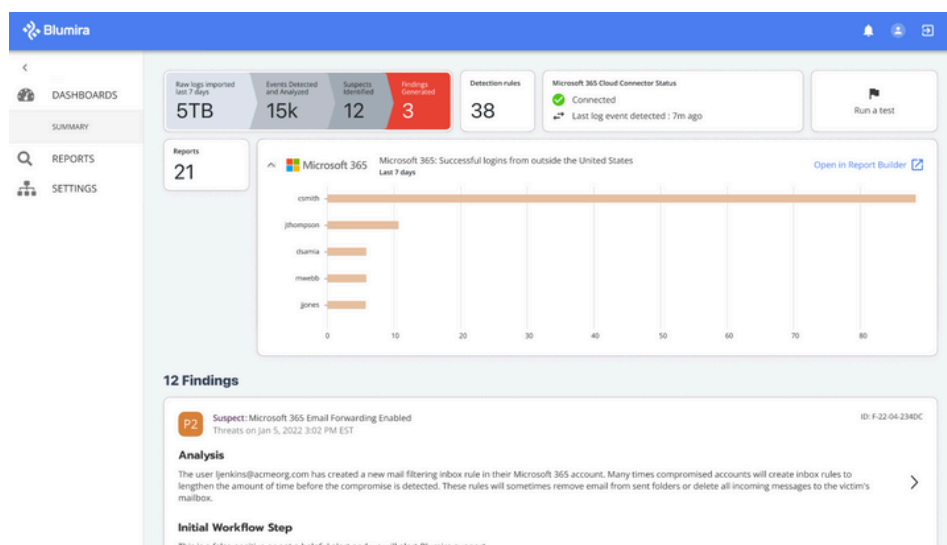 Blumira
DASHBOARDS
SUMMARY
REPORTS
SETTINGS
Raw logs imported
last 7 days
5TB
Events Detected
and Analyzed
15k
Suspects
Identified
12
Findings
Generated
3
Detection rules
38
Microsoft 365 Cloud Connector Status
Connected
Last log event detected : 7m ago
Run a test
Reports
21
Microsoft 365
Microsoft 365: Successful logins from outside the United States
Last 7 days
Open in Report Builder
csmith
jthompson
dsamia
mwebb
jjones
0 10 20 30 40 50 60 70 80
12 Findings
P2
Suspect: Microsoft 365 Email Forwarding Enabled
Threats on Jan 5, 2022 3:02 PM EST
ID: F-22-04-234DC
Analysis
The user ljenkins@acmeorg.com has created a new mail filtering inbox rule in their Microsoft 365 account. Many times compromised accounts will create inbox rules to
lengthen the amount of time before the compromise is detected. These rules will sometimes remove email from sent folders or delete all incoming messages to the victim's
mailbox.
Initial Workflow Step